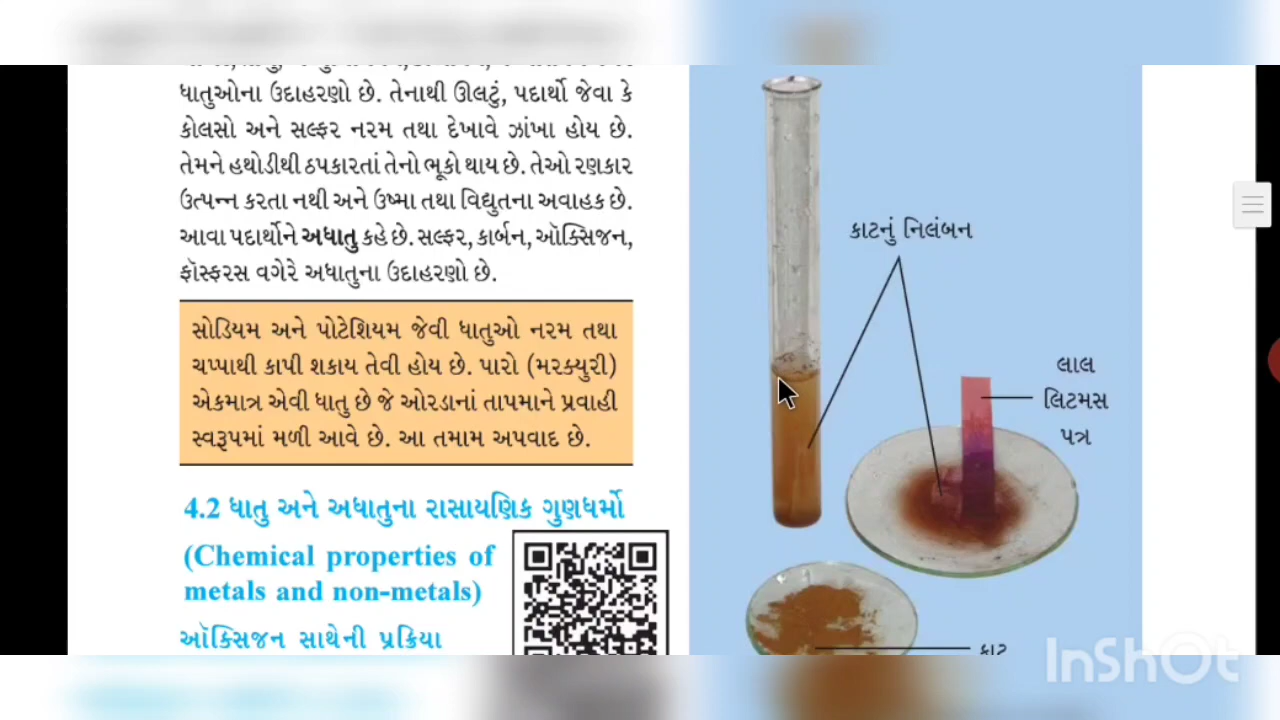 ધાતુઓના ઉદાહરણો છે. તેનાથી ઊલટું, પદાર્થો જેવા કે
કોલસો અને સલ્ફર નરમ તથા દેખાવે ઝાંખા હોય છે.
તેમને હથોડીથી ઠપકારતાં તેનો ભૂકો થાય છે. તેઓ રણકાર
ઉત્પન્ન કરતા નથી અને ઉષ્મા તથા વિદ્યુતના અવાહક છે.
આવા પદાર્થોને અધાતુ કહે છે. સલ્ફર, કાર્બન, ઑક્સિજન,
ફૉસ્ફરસ વગેરે અધાતુના ઉદાહરણો છે.
સોડિયમ અને પોટેશિયમ જેવી ધાતુઓ નરમ તથા
ચપ્પાથી કાપી શકાય તેવી હોય છે. પારો (મરક્યુરી)
એકમાત્ર એવી ધાતુ છે જે ઓરડાનાં તાપમાને પ્રવાહી
સ્વરૂપમાં મળી આવે છે. આ તમામ અપવાદ છે.
4.2 ધાતુ અને અધાતુના રાસાયણિક ગુણધર્મો
(Chemical properties of
metals and non-metals)
ઑક્સિજન સાથેની પ્રક્રિયા
કાટનું નિલંબન
લાલ
લિટમસ
પત્ર
કાટ
InShOt